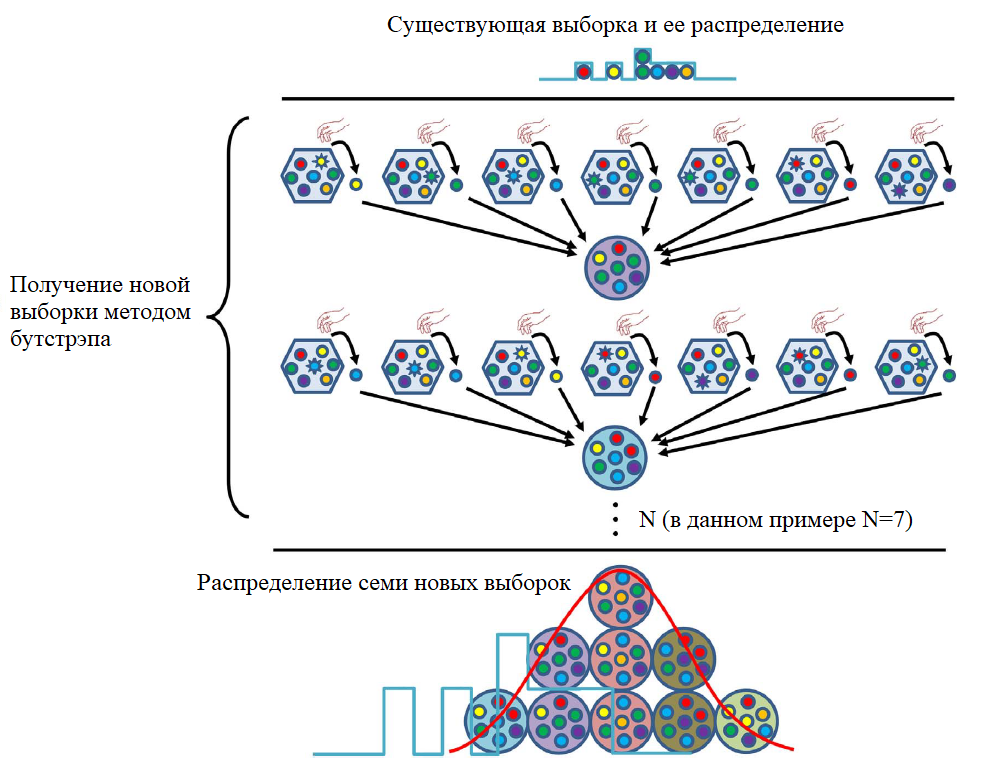 Существующая выборка и ее распределение
Получение новой
выборки методом
бутстрэпа
N (в данном примере N=7)
Распределение семи новых выборок